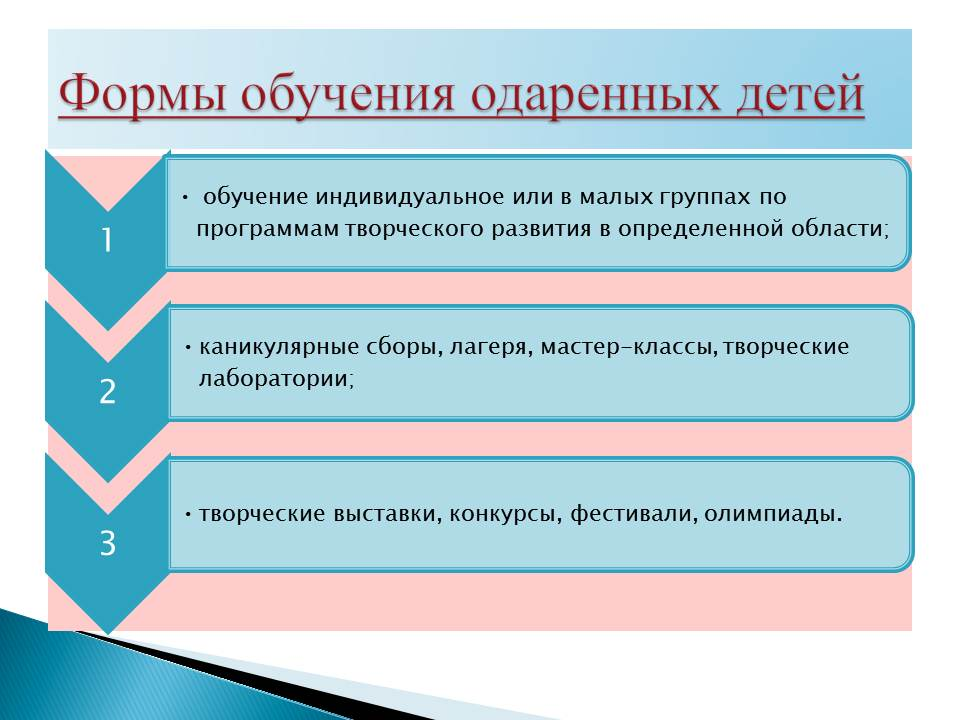 Формы обучения одаренных детей
1
• обучение индивидуальное или в малых группах по
программам творческого развития в определенной области;
2
• каникулярные сборы, лагеря, мастер-классы, творческие
лаборатории;
3
• творческие выставки, конкурсы, фестивали, олимпиады.